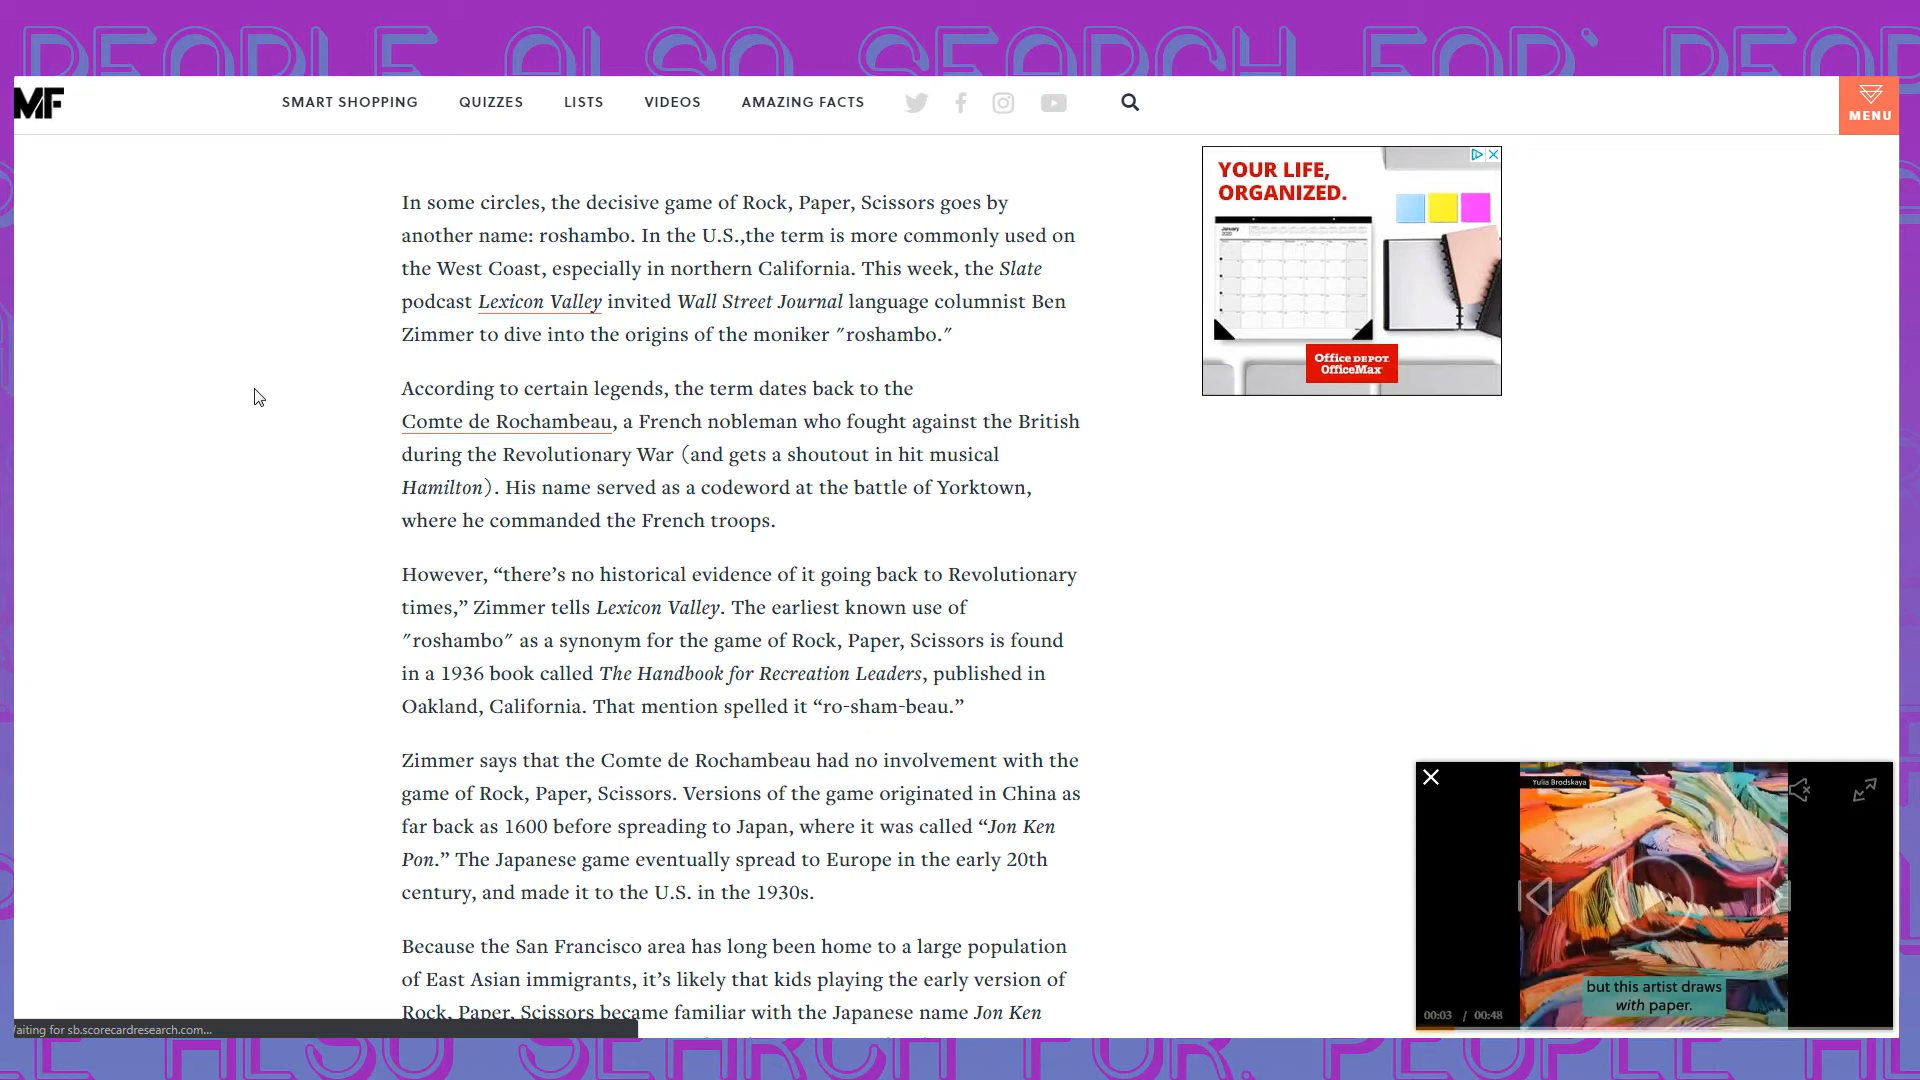 PEOPLE ALSO SEARCH FOR:
MF
SMART SHOPPING
QUIZZES
LISTS
VIDEOS
AMAZING FACTS
MENU
YOUR LIFE,
ORGANIZED.
January
2020
Office DEPOT
OfficeMax
In some circles, the decisive game of Rock, Paper, Scissors goes by
another name: roshambo. In the U.S.,the term is more commonly used on
the West Coast, especially in northern California. This week, the Slate
podcast Lexicon Valley invited Wall Street Journal language columnist Ben
Zimmer to dive into the origins of the moniker "roshambo."
According to certain legends, the term dates back to the
Comte de Rochambeau, a French nobleman who fought against the British
during the Revolutionary War (and gets a shoutout in hit musical
Hamilton). His name served as a codeword at the battle of Yorktown,
where he commanded the French troops.
However, “there’s no historical evidence of it going back to Revolutionary
times,” Zimmer tells Lexicon Valley. The earliest known use of
"roshambo" as a synonym for the game of Rock, Paper, Scissors is found
in a 1936 book called The Handbook for Recreation Leaders, published in
Oakland, California. That mention spelled it “ro-sham-beau.”
Zimmer says that the Comte de Rochambeau had no involvement with the
game of Rock, Paper, Scissors. Versions of the game originated in China as
far back as 1600 before spreading to Japan, where it was called “Jon Ken
Pon.” The Japanese game eventually spread to Europe in the early 20th
century, and made it to the U.S. in the 1930s.
Because the San Francisco area has long been home to a large population
of East Asian immigrants, it’s likely that kids playing the early version of
Rock, Paper, Scissors became familiar with the Japanese name Jon Ken
Yulia Brodskaya
but this artist draws
with paper.
00:03 / 00:48
aiting for sb.scorecardresearch.com...
LE ALSO SEARCH FOR: PEOPLE AL